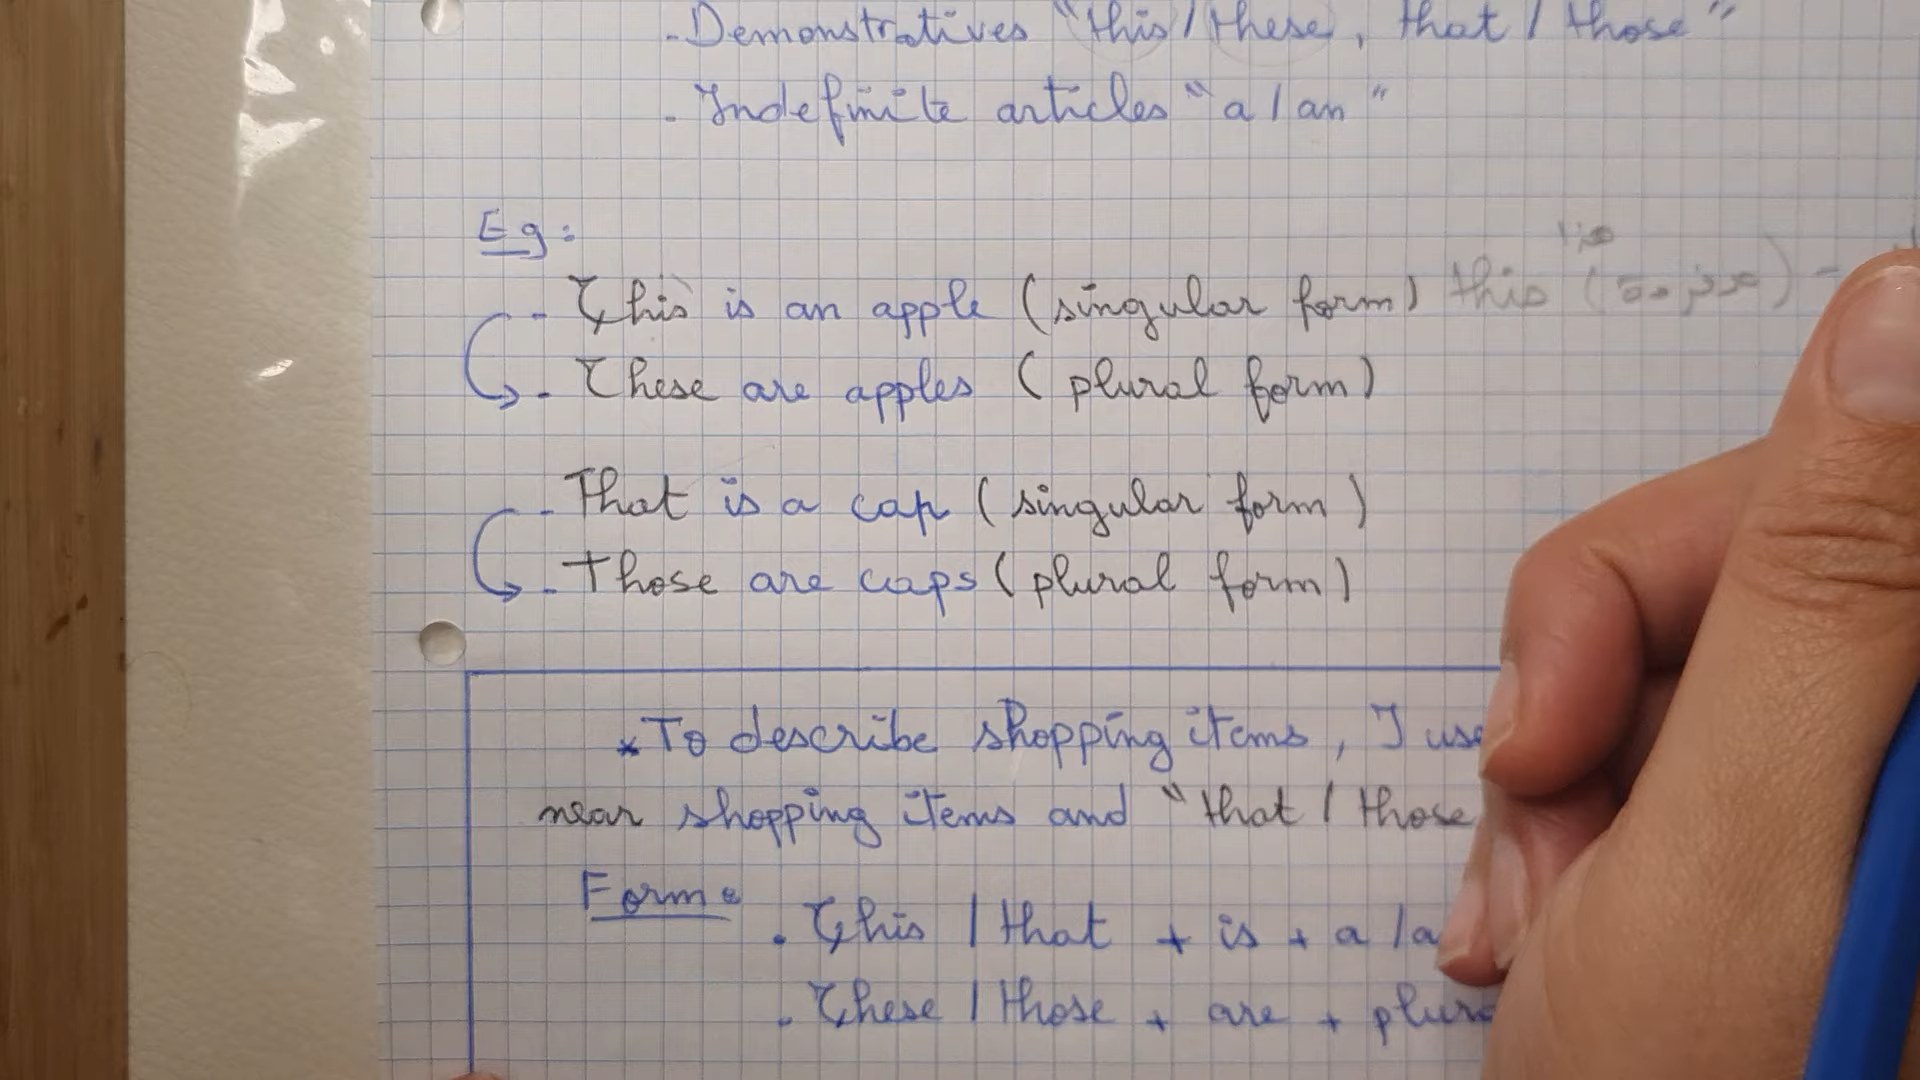 - Demonstratives "this / these, that / those"
- Indefinite articles "a / an"
Eg:
- This is an apple (singular form) this
- These are apples (plural form)
- That is a cap (singular form)
- Those are caps (plural form)
* To describe shopping items, I use
near shopping items and "that / those
Form:
. This / that + is + a / a
. These / those + are + plura